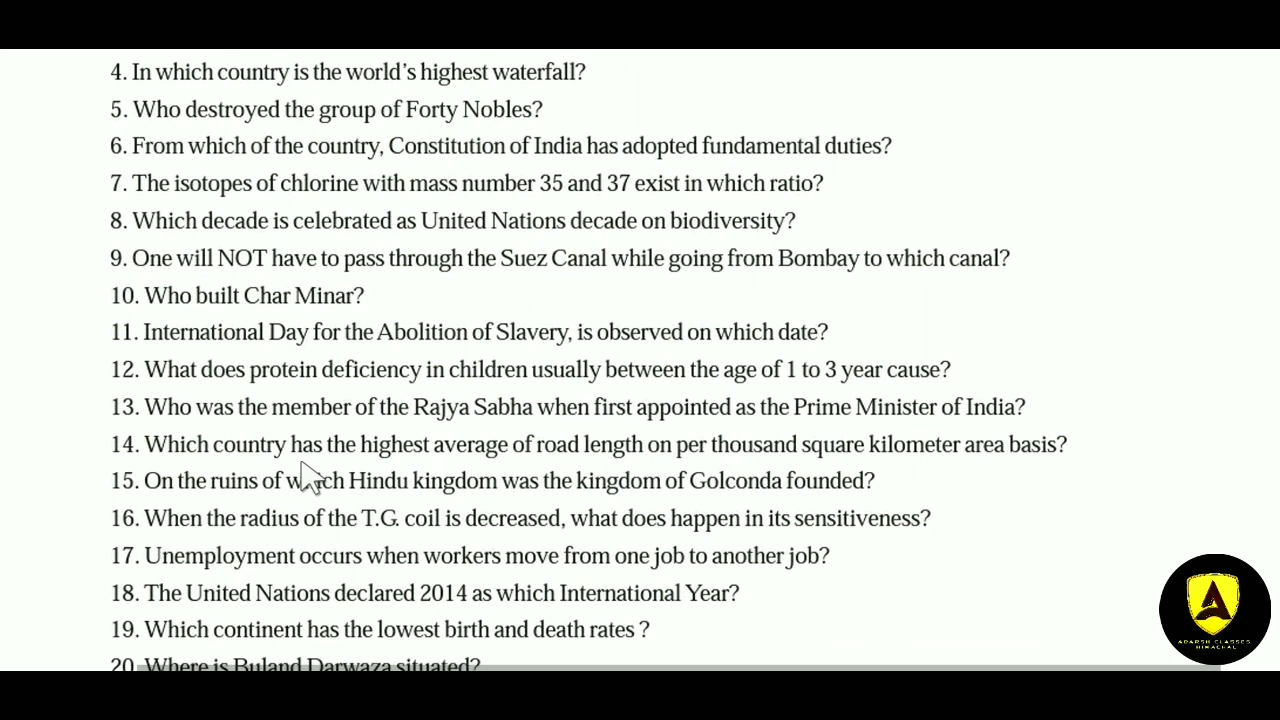 4. In which country is the world’s highest waterfall?
5. Who destroyed the group of Forty Nobles?
6. From which of the country, Constitution of India has adopted fundamental duties?
7. The isotopes of chlorine with mass number 35 and 37 exist in which ratio?
8. Which decade is celebrated as United Nations decade on biodiversity?
9. One will NOT have to pass through the Suez Canal while going from Bombay to which canal?
10. Who built Char Minar?
11. International Day for the Abolition of Slavery, is observed on which date?
12. What does protein deficiency in children usually between the age of 1 to 3 year cause?
13. Who was the member of the Rajya Sabha when first appointed as the Prime Minister of India?
14. Which country has the highest average of road length on per thousand square kilometer area basis?
15. On the ruins of which Hindu kingdom was the kingdom of Golconda founded?
16. When the radius of the T.G. coil is decreased, what does happen in its sensitiveness?
17. Unemployment occurs when workers move from one job to another job?
18. The United Nations declared 2014 as which International Year?
19. Which continent has the lowest birth and death rates ?
20. Where is Buland Darwaza situated?
A
ADARSH CLASSES
HIMACHAL